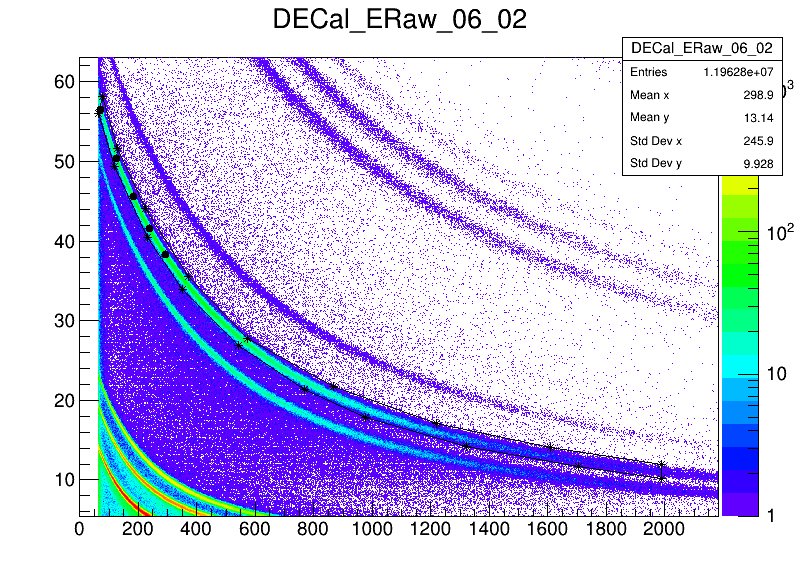 DECal_ERaw_06_02
DECal_ERaw_06_02
Entries 1.19628e+07
Mean x 298.9
Mean y 13.14
Std Dev x 245.9
Std Dev y 9.928
60
50
40
30
20
10
0 200 400 600 800 1000 1200 1400 1600 1800 2000
10²
10
1